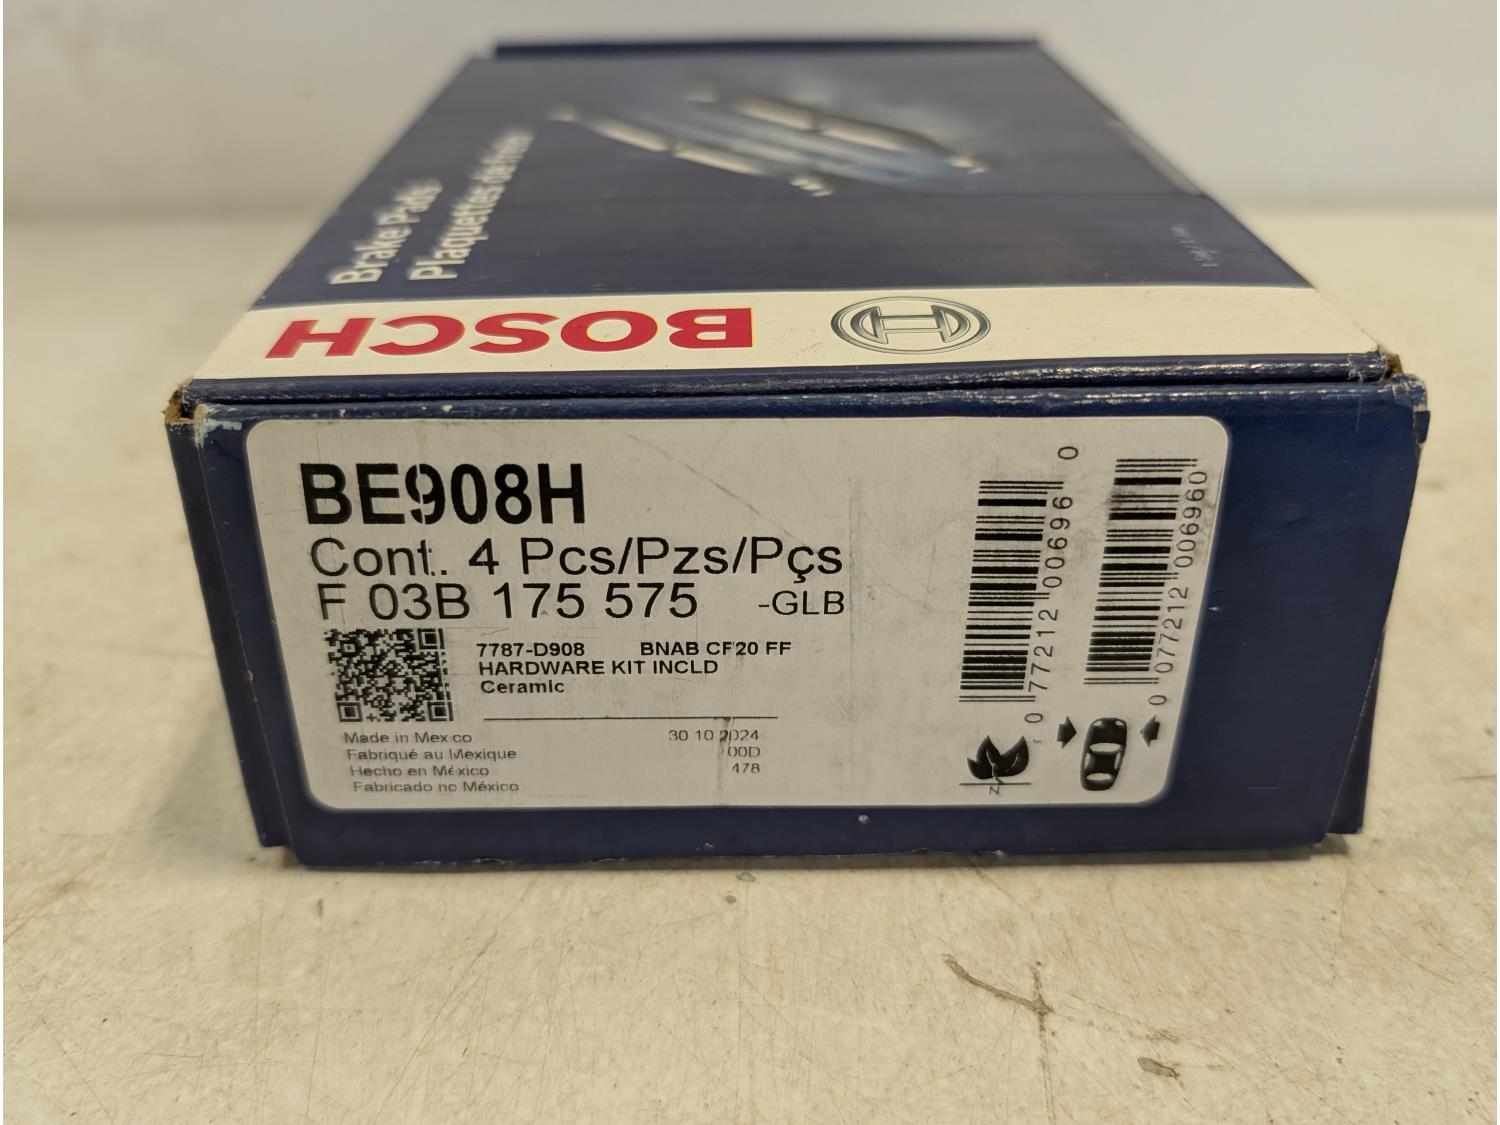 Brake Pads
Plaquettes de frein
BOSCH
BE908H
Cont. 4 Pcs/Pzs/Pçs
F 03B 175 575 -GLB
7787-D908 BNAB CF20 FF
HARDWARE KIT INCLD
Ceramic
Made in Mexico 30 10 2024
Fabriqué au Mexique 00D
Hecho en México 478
Fabricado no México
0 77212 00696 0
0 077212 006960